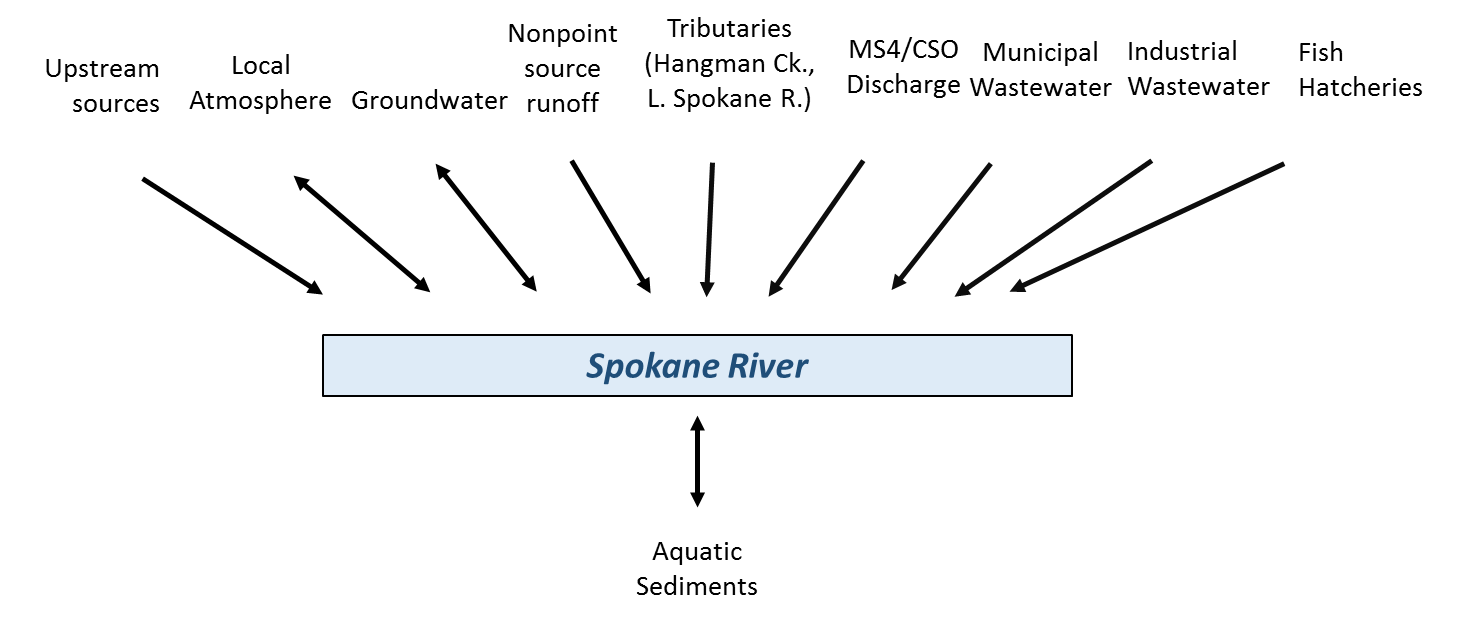 Upstream
sources
Local
Atmosphere
Groundwater
Nonpoint
source
runoff
Tributaries
(Hangman Ck.,
L. Spokane R.)
MS4/CSO
Discharge
Municipal
Wastewater
Industrial
Wastewater
Fish
Hatcheries
Spokane River
Aquatic
Sediments